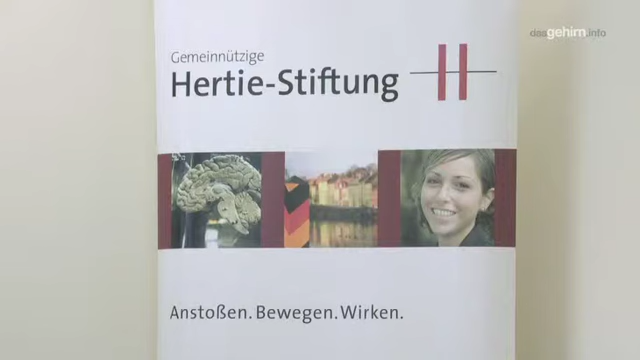 dasgehirn.info
Gemeinnützige
Hertie-Stiftung
Anstoßen. Bewegen. Wirken.